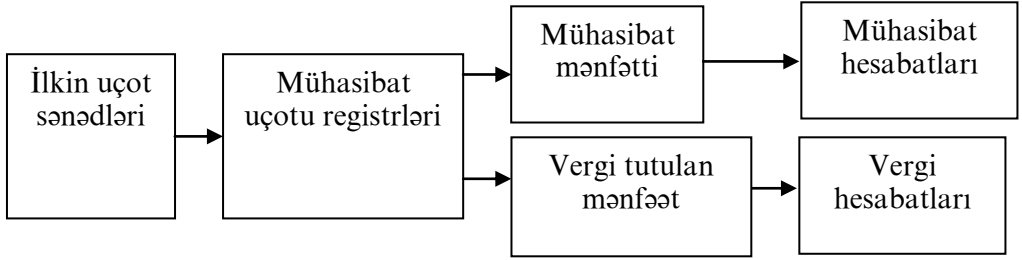 İlkin uçot
sənədləri
Mühasibat
uçotu registrləri
Mühasibat
mənfətti
Mühasibat
hesabatları
Vergi tutulan
mənfəət
Vergi
hesabatları